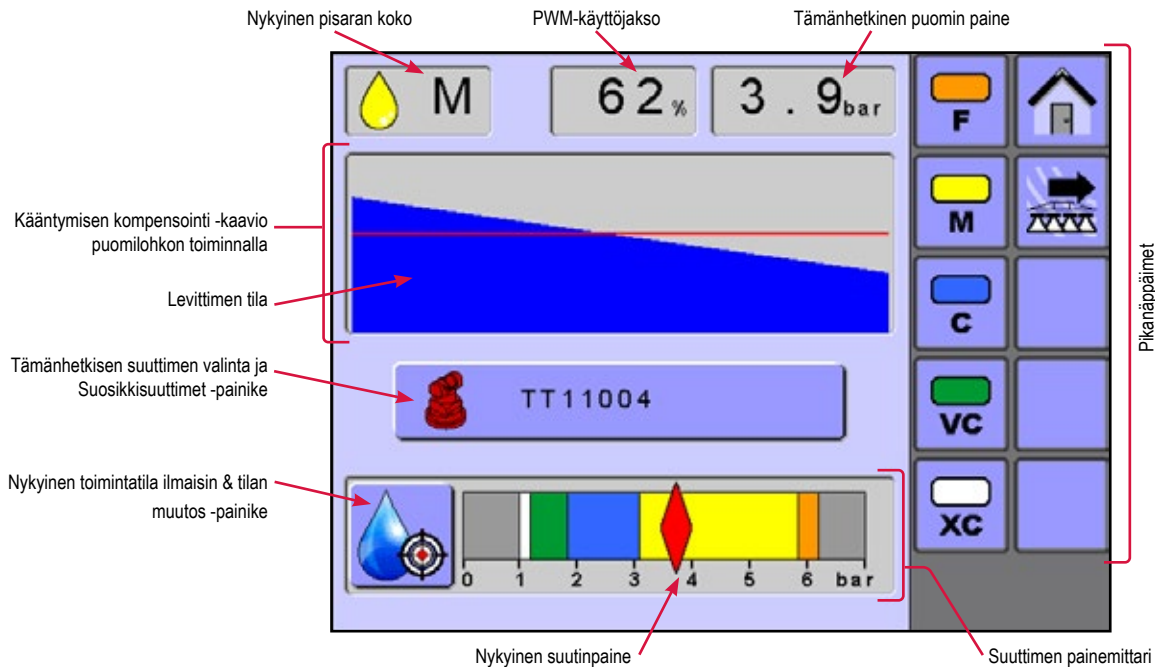 Nykyinen pisaran koko
PWM-käyttöjakso
Tämänhetkinen puomin paine
M
62%
3.9bar
Kääntymisen kompensointi -kaavio
puomilohkon toiminnalla
Levittimen tila
Tämänhetkisen suuttimen valinta ja
Suosikkisuuttimet -painike
TT11004
Nykyinen toimintatila ilmaisin & tilan
muutos -painike
0 1 2 3 4 5 6 bar
Nykyinen suutinpaine
F
M
C
VC
XC
Pikanäppäimet
Suuttimen painemittari